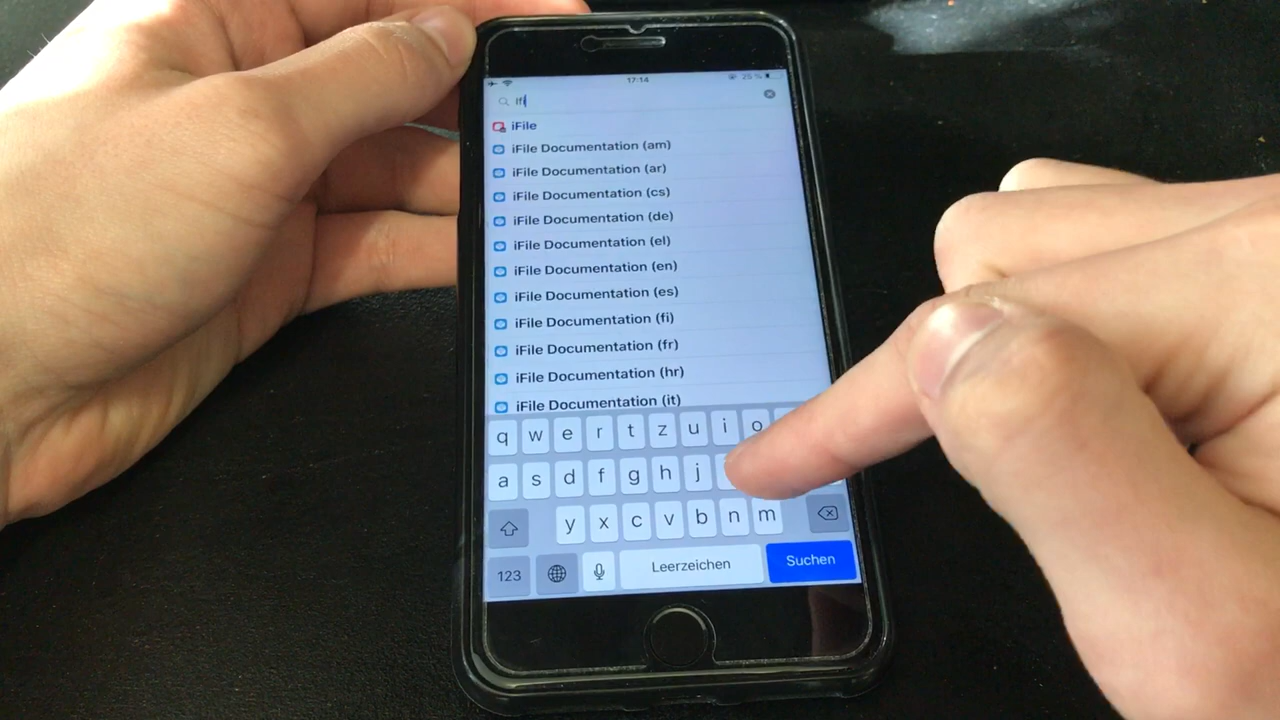 17:14
25 %
If
iFile
iFile Documentation (am)
iFile Documentation (ar)
iFile Documentation (cs)
iFile Documentation (de)
iFile Documentation (el)
iFile Documentation (en)
iFile Documentation (es)
iFile Documentation (fi)
iFile Documentation (fr)
iFile Documentation (hr)
iFile Documentation (it)
q w e r t z u i o
a s d f g h j
y x c v b n m
123 Leerzeichen Suchen